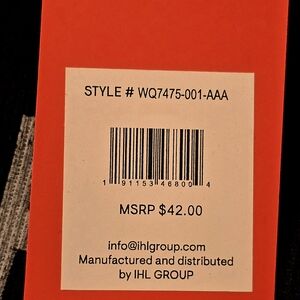 STYLE # WQ7475-001-AAA
1 91153 46800 4
MSRP $42.00
info@ihlgroup.com
Manufactured and distributed
by IHL GROUP